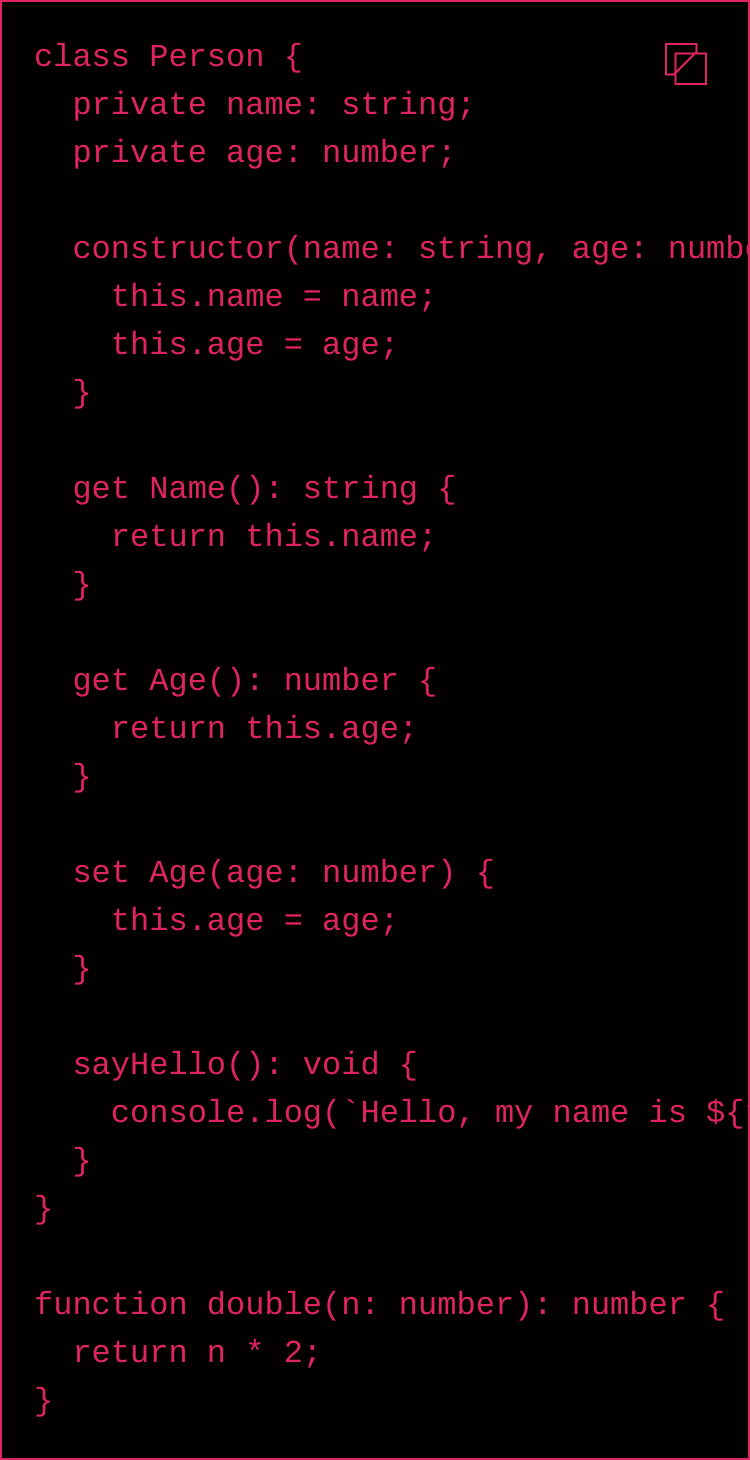 class Person {
  private name: string;
  private age: number;

  constructor(name: string, age: numbe
    this.name = name;
    this.age = age;
  }

  get Name(): string {
    return this.name;
  }

  get Age(): number {
    return this.age;
  }

  set Age(age: number) {
    this.age = age;
  }

  sayHello(): void {
    console.log(`Hello, my name is ${
  }
}

function double(n: number): number {
  return n * 2;
}